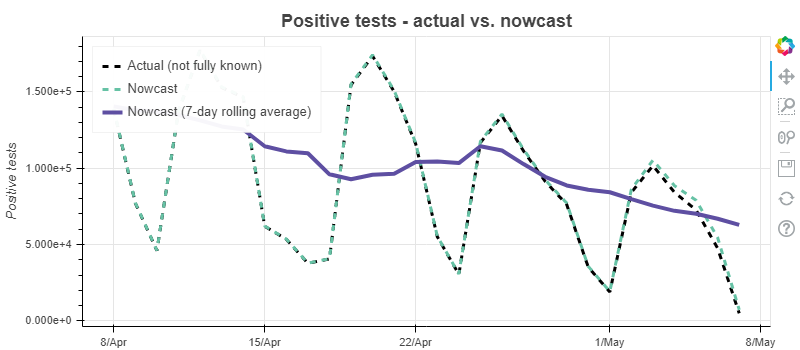 Positive tests - actual vs. nowcast
Actual (not fully known)
Nowcast
Nowcast (7-day rolling average)
Positive tests
1.500e+5
1.000e+5
5.000e+4
0.000e+0
8/Apr
15/Apr
22/Apr
1/May
8/May